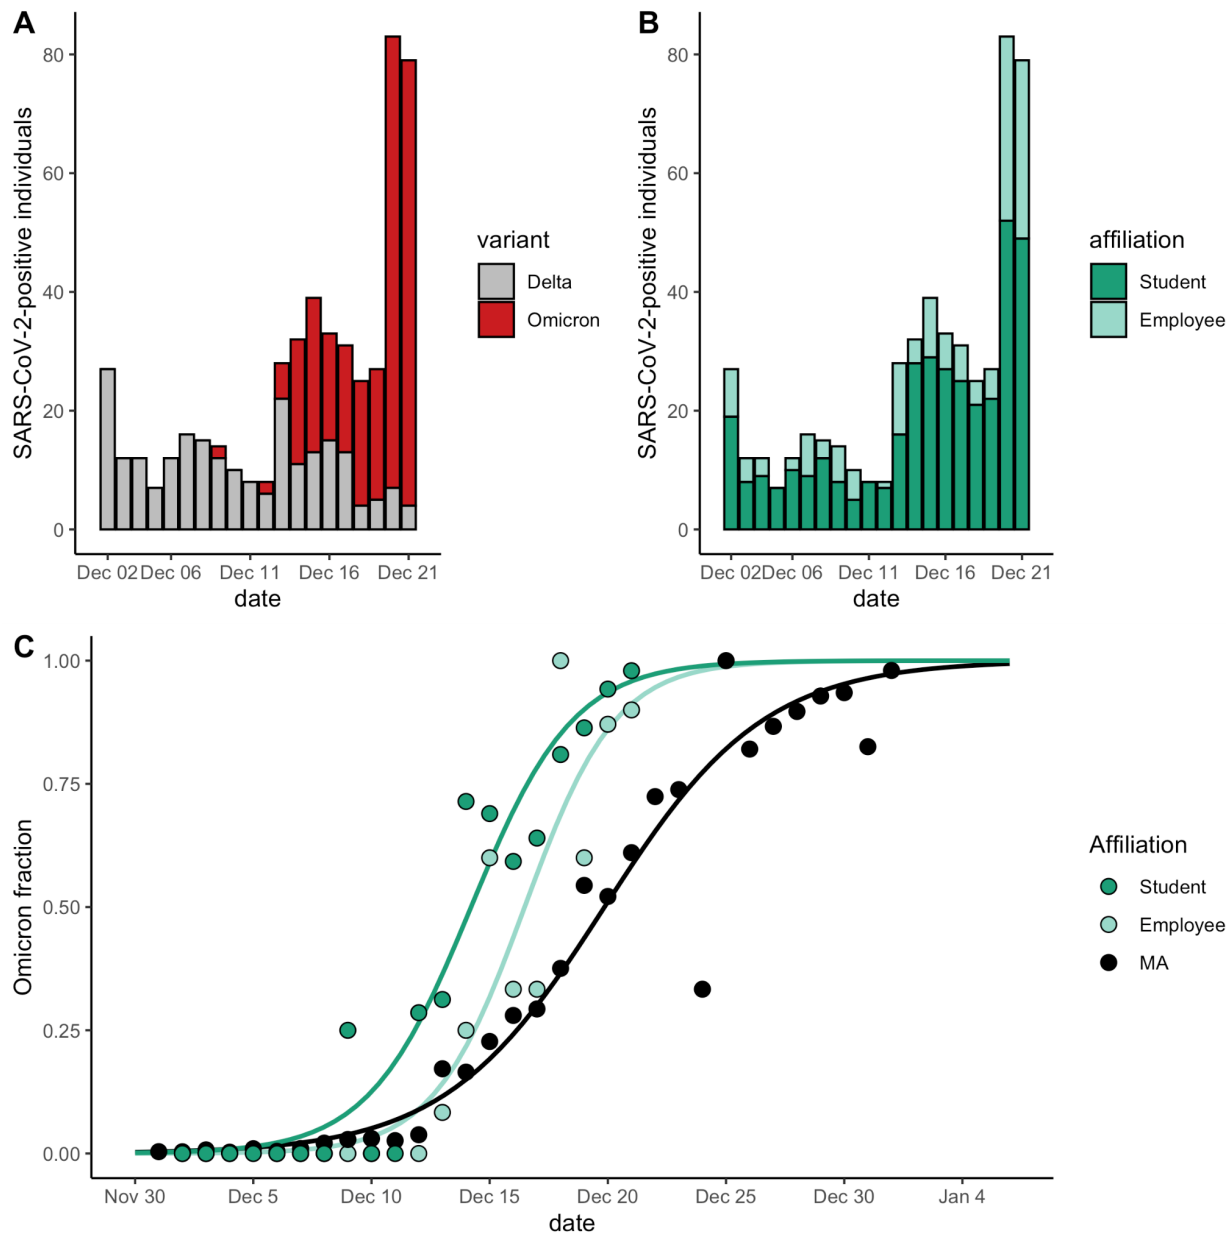 A
SARS-CoV-2-positive individuals
80
60
40
20
0
Dec 02 Dec 06 Dec 11 Dec 16 Dec 21
date
variant
Delta
Omicron
B
SARS-CoV-2-positive individuals
80
60
40
20
0
Dec 02 Dec 06 Dec 11 Dec 16 Dec 21
date
affiliation
Student
Employee
C
Omicron fraction
1.00
0.75
0.50
0.25
0.00
Nov 30 Dec 5 Dec 10 Dec 15 Dec 20 Dec 25 Dec 30 Jan 4
date
Affiliation
Student
Employee
MA